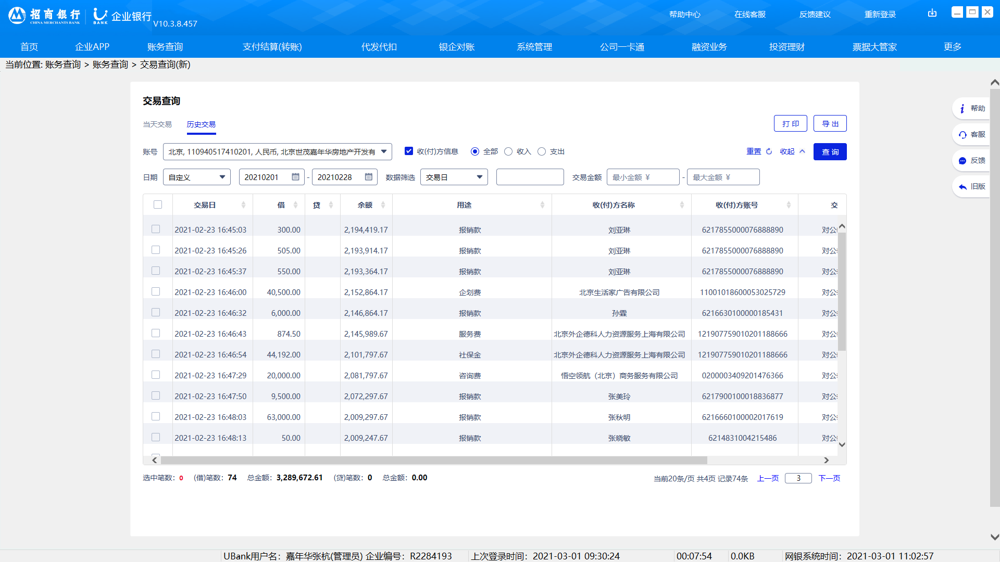 招商银行 CHINA MERCHANTS BANK U BANK 企业银行 V10.3.8.457 帮助中心 在线客服 反馈建议 重新登录
首页 企业APP 账务查询 支付结算(转账) 代发代扣 银企对账 系统管理 公司一卡通 融资业务 投资理财 票据大管家 更多
当前位置: 账务查询 > 账务查询 > 交易查询(新)
交易查询
当天交易 历史交易 打 印 导 出
账号 北京, 110940517410201, 人民币, 北京世茂嘉年华房地产开发有 收(付)方信息 全部 收入 支出 重置 收起 查 询
日期 自定义 20210201 - 20210228 数据筛选 交易日 交易金额 最小金额 ¥ - 最大金额 ¥
交易日 借 贷 余额 用途 收(付)方名称 收(付)方账号 交
2021-02-23 16:45:03 300.00 2,194,419.17 报销款 刘亚琳 6217855000076888890 对公
2021-02-23 16:45:26 505.00 2,193,914.17 报销款 刘亚琳 6217855000076888890 对公
2021-02-23 16:45:37 550.00 2,193,364.17 报销款 刘亚琳 6217855000076888890 对公
2021-02-23 16:46:00 40,500.00 2,152,864.17 企划费 北京生活家广告有限公司 11001018600053025729 对公
2021-02-23 16:46:32 6,000.00 2,146,864.17 报销款 孙霖 6216630100000185431 对公
2021-02-23 16:46:43 874.50 2,145,989.67 服务费 北京外企德科人力资源服务上海有限公司 121907759010201188666 对公
2021-02-23 16:46:54 44,192.00 2,101,797.67 社保金 北京外企德科人力资源服务上海有限公司 121907759010201188666 对公
2021-02-23 16:47:29 20,000.00 2,081,797.67 咨询费 悟空领航（北京）商务服务有限公司 0200003409201476366 对公
2021-02-23 16:47:50 9,500.00 2,072,297.67 报销款 张美玲 6217900100018836877 对公
2021-02-23 16:48:03 63,000.00 2,009,297.67 报销款 张秋明 6216660100002017619 对公
2021-02-23 16:48:13 50.00 2,009,247.67 报销款 张晓敏 6214831004215486 对公
选中笔数: 0 (借)笔数: 74 总金额: 3,289,672.61 (贷)笔数: 0 总金额: 0.00 当前20条/页 共4页 记录74条 上一页 3 下一页
帮助
客服
反馈
旧版
UBank用户名：嘉年华张杭(管理员) 企业编号：R2284193 上次登录时间：2021-03-01 09:30:24 00:07:54 0.0KB 网银系统时间：2021-03-01 11:02:57